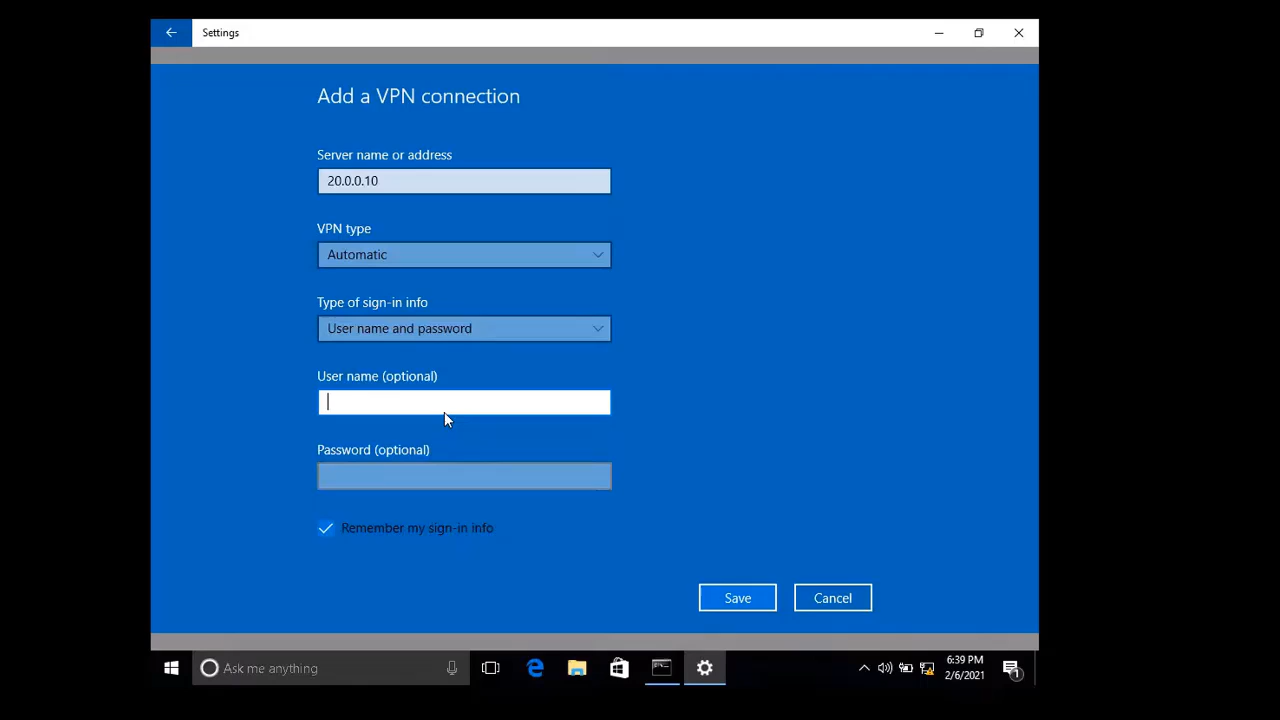 Settings
Add a VPN connection
Server name or address
20.0.0.10
VPN type
Automatic
Type of sign-in info
User name and password
User name (optional)
Password (optional)
Remember my sign-in info
Save Cancel
Ask me anything
6:39 PM
2/6/2021
1